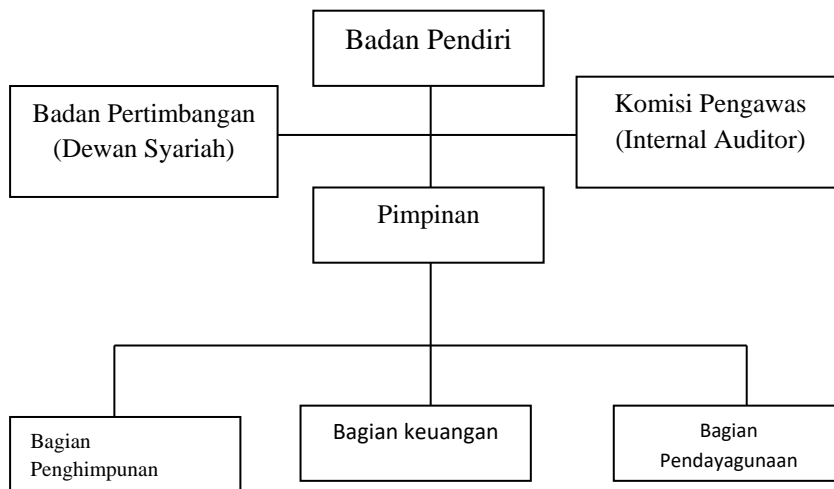 Badan Pendiri
Badan Pertimbangan
(Dewan Syariah)
Komisi Pengawas
(Internal Auditor)
Pimpinan
Bagian
Penghimpunan
Bagian keuangan
Bagian
Pendayagunaan